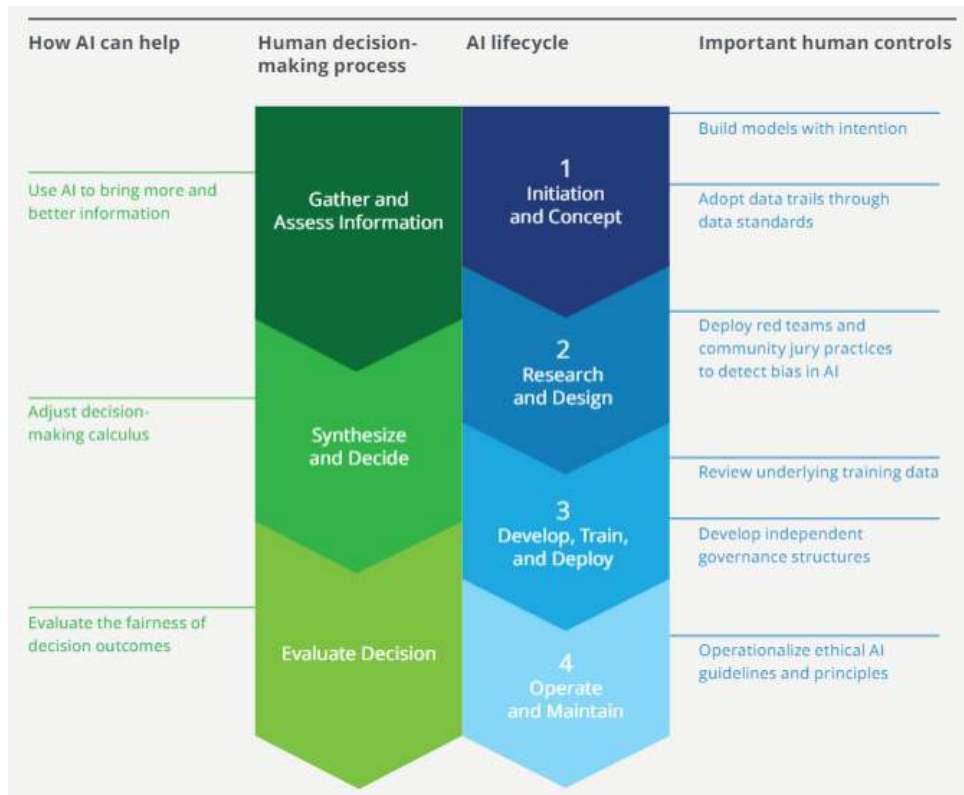 How AI can help
Human decision-
making process
AI lifecycle
Important human controls
Use AI to bring more and
better information
Adjust decision-
making calculus
Evaluate the fairness of
decision outcomes
Gather and
Assess Information
Synthesize
and Decide
Evaluate Decision
1
Initiation
and Concept
2
Research
and Design
3
Develop, Train,
and Deploy
4
Operate
and Maintain
Build models with intention
Adopt data trails through
data standards
Deploy red teams and
community jury practices
to detect bias in AI
Review underlying training data
Develop independent
governance structures
Operationalize ethical AI
guidelines and principles